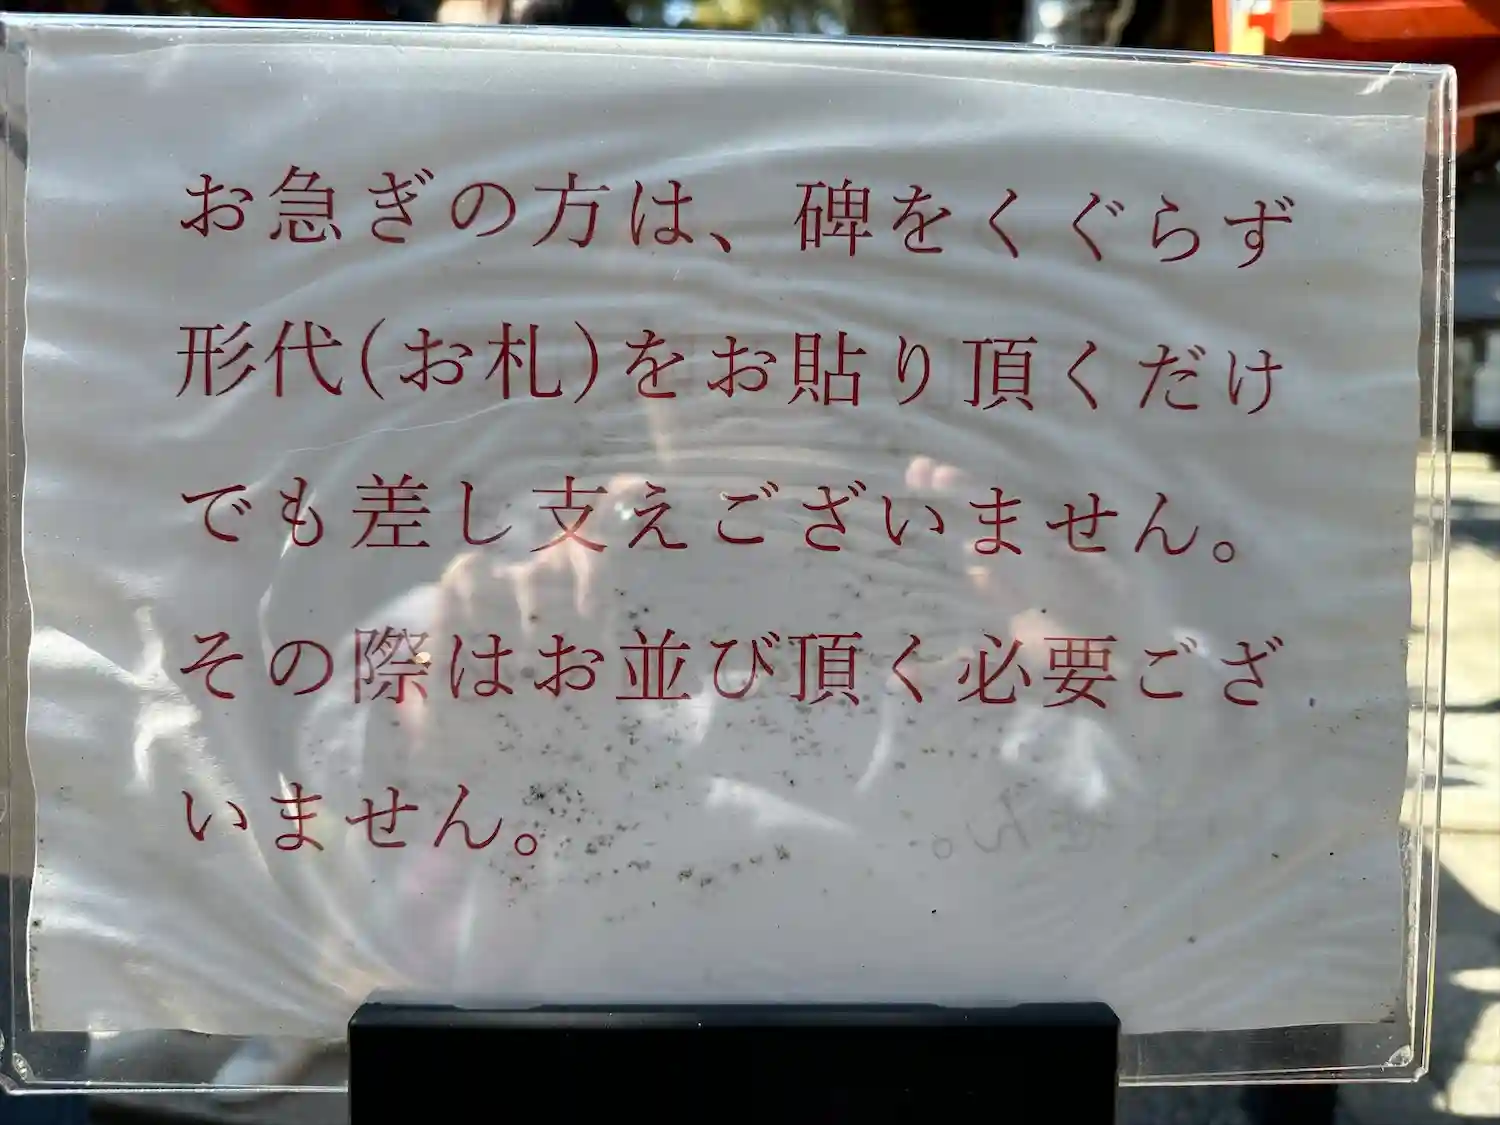 お急ぎの方は、碑をくぐらず
形代(お札)をお貼り頂くだけ
でも差し支えございません。
その際はお並び頂く必要ござ
いません。